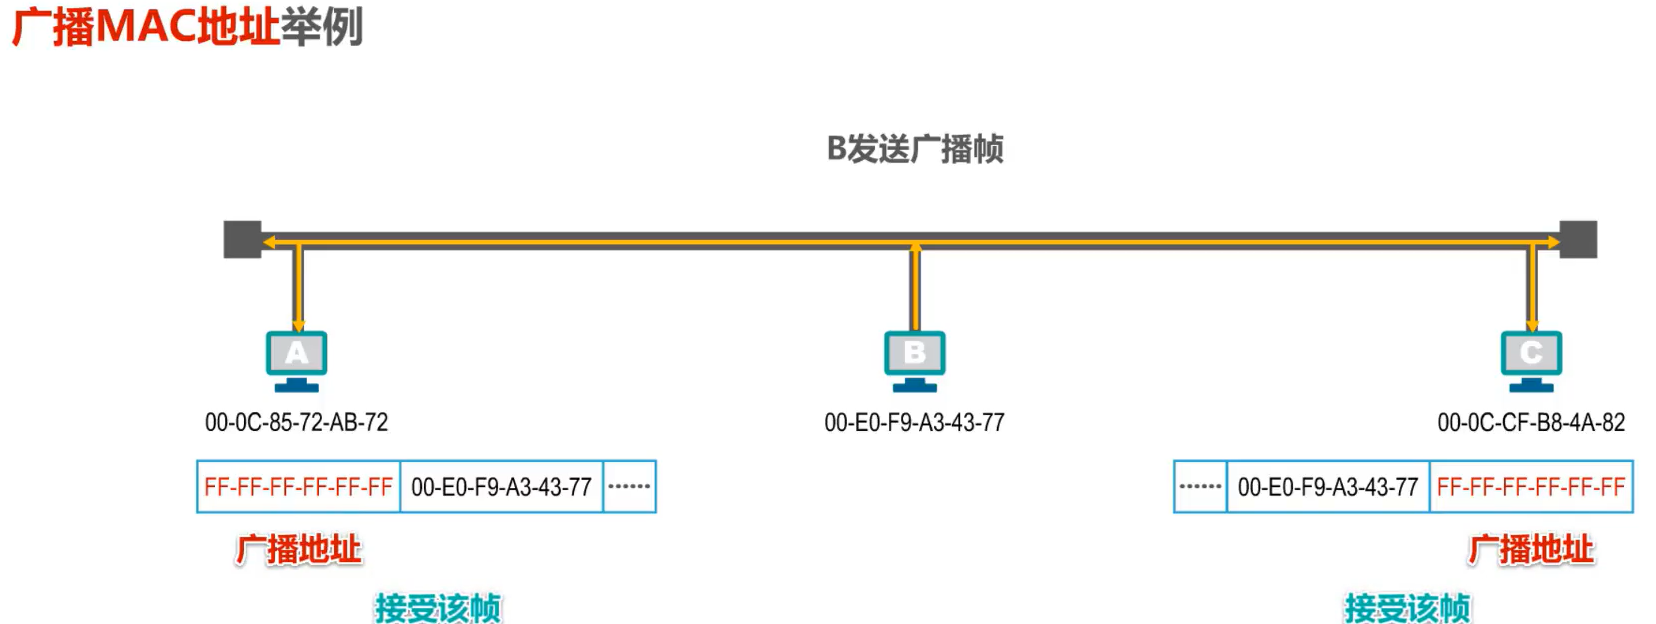 广播MAC地址举例
B发送广播帧
A
B
C
00-0C-85-72-AB-72
00-E0-F9-A3-43-77
00-0C-CF-B8-4A-82
FF-FF-FF-FF-FF-FF 00-E0-F9-A3-43-77 ······
······ 00-E0-F9-A3-43-77 FF-FF-FF-FF-FF-FF
广播地址
广播地址
接受该帧
接受该帧